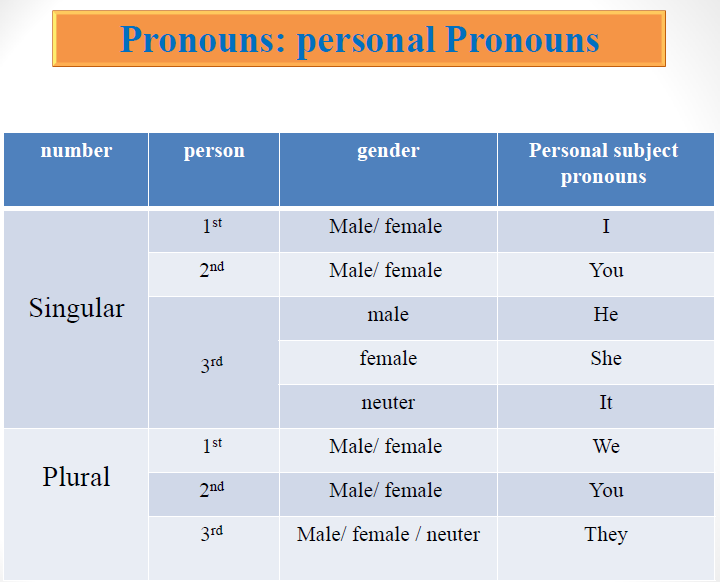 Pronouns: personal Pronouns
number person gender Personal subject pronouns
Singular
1st Male/ female I
2nd Male/ female You
3rd
male He
female She
neuter It
Plural
1st Male/ female We
2nd Male/ female You
3rd Male/ female / neuter They